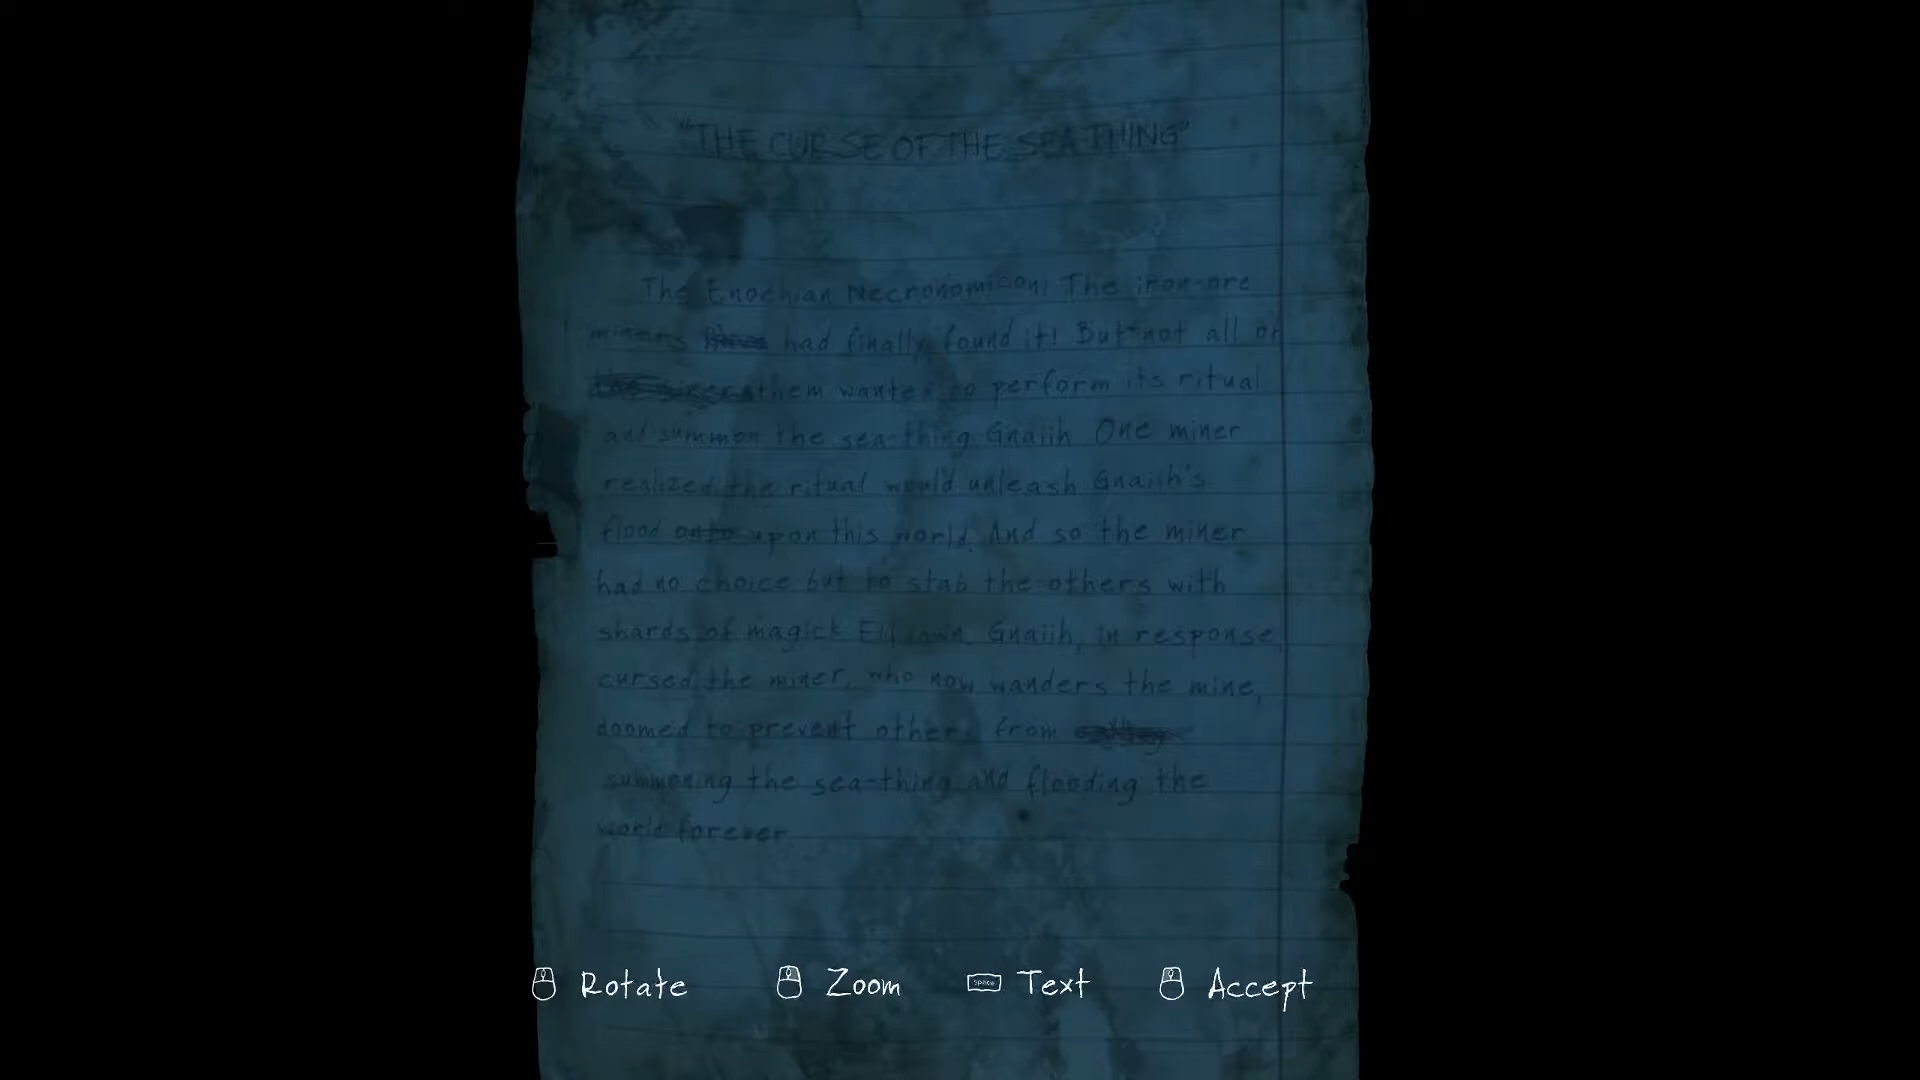 "THE CURSE OF THE SEA-THING"
The Enochian Necronomicon! The iron-ore
miners had finally found it! But not all of
them wanted to perform its ritual
and summon the sea-thing Gnaiih. One miner
realized the ritual would unleash Gnaiih's
flood onto upon this world. And so the miner
had no choice but to stab the others with
shards of magick. Gnaiih, in response,
cursed the miner, who now wanders the mine,
doomed to prevent others from
summoning the sea-thing and flooding the
world forever.
Rotate Zoom space Text Accept